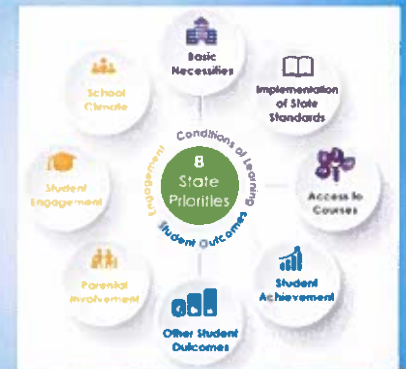 Basic
Necessities
Implementation
of State
Standards
Access to
Courses
Student
Achievement
Other Student
Outcomes
Parental
Involvement
Student
Engagement
School
Climate
Conditions of Learning
Engagement
Student Outcomes
8
State
Priorities